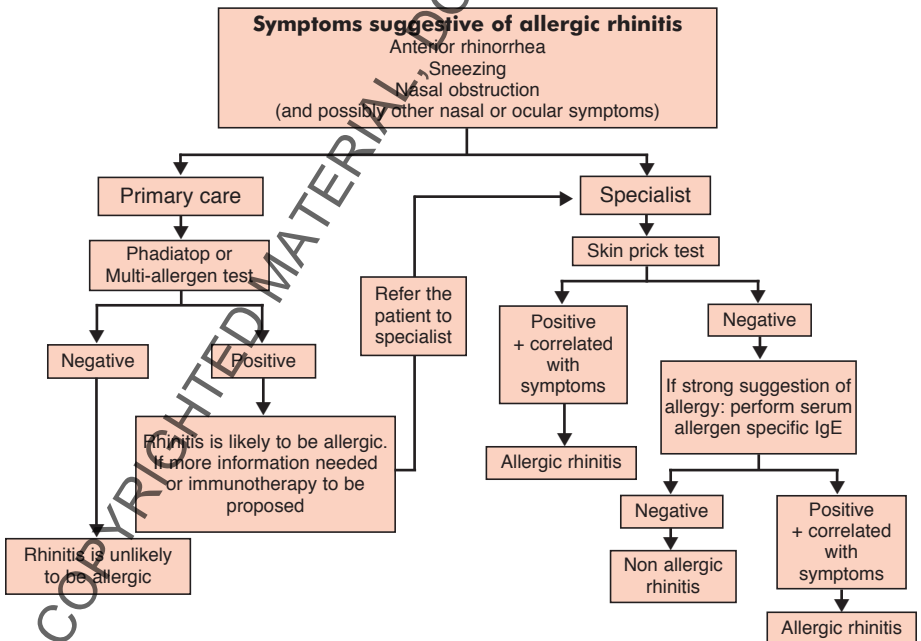 Symptoms suggestive of allergic rhinitis
Anterior rhinorrhea
Sneezing
Nasal obstruction
(and possibly other nasal or ocular symptoms)
Primary care
Phadiatop or
Multi-allergen test
Negative
Positive
Rhinitis is likely to be allergic.
If more information needed
or immunotherapy to be
proposed
Rhinitis is unlikely
to be allergic
Refer the
patient to
specialist
Specialist
Skin prick test
Positive
+ correlated
with
symptoms
Allergic rhinitis
Negative
If strong suggestion of
allergy: perform serum
allergen specific IgE
Negative
Non allergic
rhinitis
Positive
+ correlated
with
symptoms
Allergic rhinitis
COPYRIGHTED MATERIAL, DO